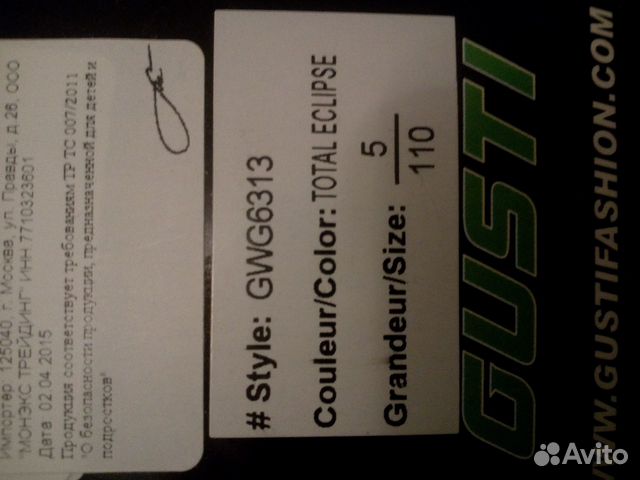 Импортер 125040, г. Москва, ул. Правды, д.26, ООО
"МОНЭКС ТРЕЙДИНГ" ИНН 7710323601
Дата 02 04 2015
Продукция соответствует требованиям ТР ТС 007/2011
"О безопасности продукции, предназначенной для детей и
подростков"
# Style: GWG6313
Couleur/Color: TOTAL ECLIPSE
Grandeur/Size: 5
110
GUSTI
WWW.GUSTIFASHION.COM
Avito